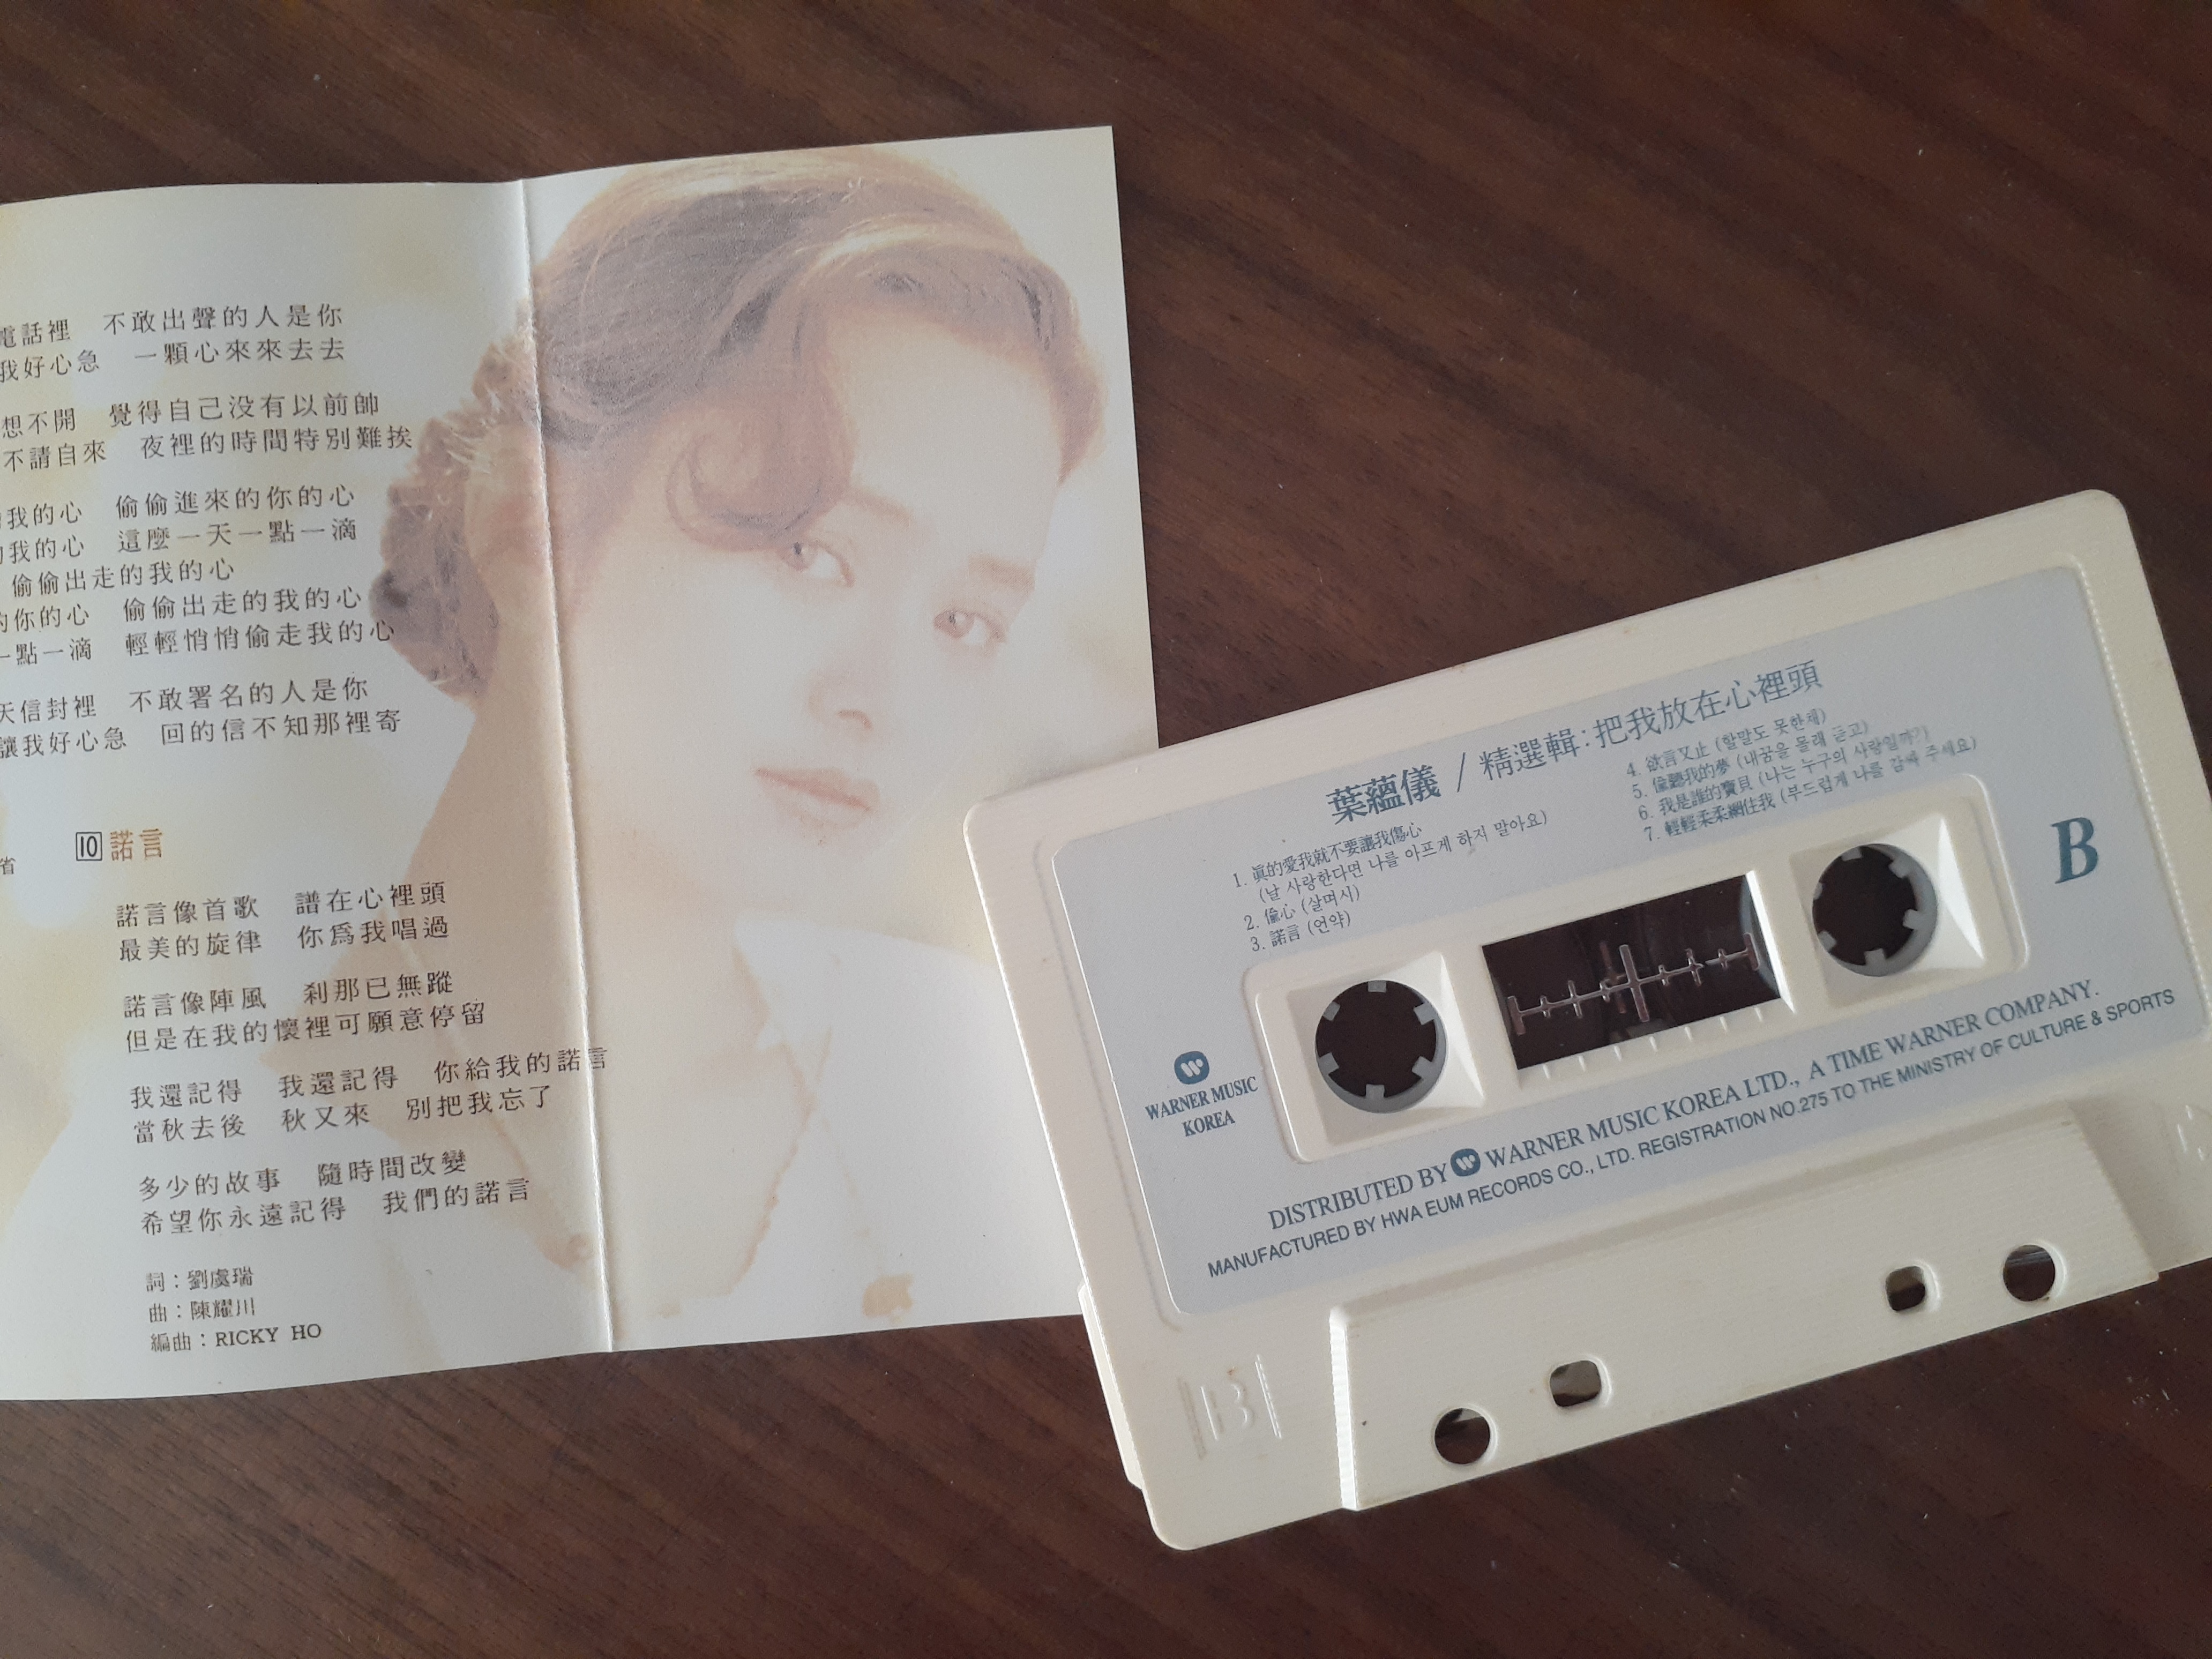 電話裡　不敢出聲的人是你
我好心急　一顆心來來去去
想不開　覺得自己没有以前帥
不請自來　夜裡的時間特別難挨
我的心　偷偷進來的你的心
我的心　這麼一天一點一滴
偷偷出走的我的心
的你的心　偷偷出走的我的心
一點一滴　輕輕悄悄偷走我的心
天信封裡　不敢署名的人是你
讓我好心急　回的信不知那裡寄
省
10 諾言
諾言像首歌　譜在心裡頭
最美的旋律　你爲我唱過
諾言像陣風　刹那已無蹤
但是在我的懷裡可願意停留
我還記得　我還記得　你給我的諾言
當秋去後　秋又來　別把我忘了
多少的故事　隨時間改變
希望你永遠記得　我們的諾言
詞：劉虞瑞
曲：陳耀川
編曲：RICKY HO
葉蘊儀 / 精選輯:把我放在心裡頭
1. 眞的愛我就不要讓我傷心
(날 사랑한다면 나를 아프게 하지 말아요)
2. 偸心 (살며시)
3. 諾言 (언약)
4. 欲言又止 (할말도 못한채)
5. 偸聽我的夢 (내꿈을 몰래 듣고)
6. 我是誰的寶貝 (나는 누구의 사랑일까?)
7. 輕輕柔柔網住我 (부드럽게 나를 감싸 주세요)
B
WARNER MUSIC
KOREA
DISTRIBUTED BY WARNER MUSIC KOREA LTD., A TIME WARNER COMPANY.
MANUFACTURED BY HWA EUM RECORDS CO., LTD. REGISTRATION NO.275 TO THE MINISTRY OF CULTURE & SPORTS
B